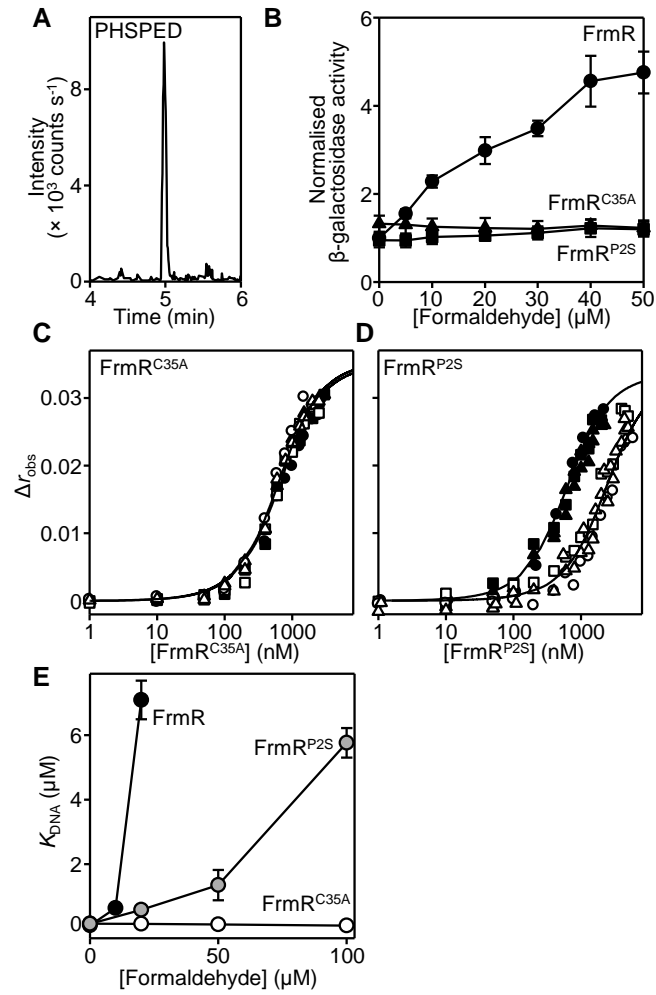 A
PHSPED
Intensity
(× 10³ counts s⁻¹)
8
4
0
4 5 6
Time (min)
B
Normalised
β-galactosidase activity
6
4
2
0
FrmR
FrmR^C35A
FrmR^P2S
0 10 20 30 40 50
[Formaldehyde] (μM)
C
FrmR^C35A
Δr_obs
0.03
0.02
0.01
0
1 10 100 1000
[FrmR^C35A] (nM)
D
FrmR^P2S
1 10 100 1000
[FrmR^P2S] (nM)
E
K_DNA (μM)
6
4
2
0
FrmR
FrmR^P2S
FrmR^C35A
0 50 100
[Formaldehyde] (μM)